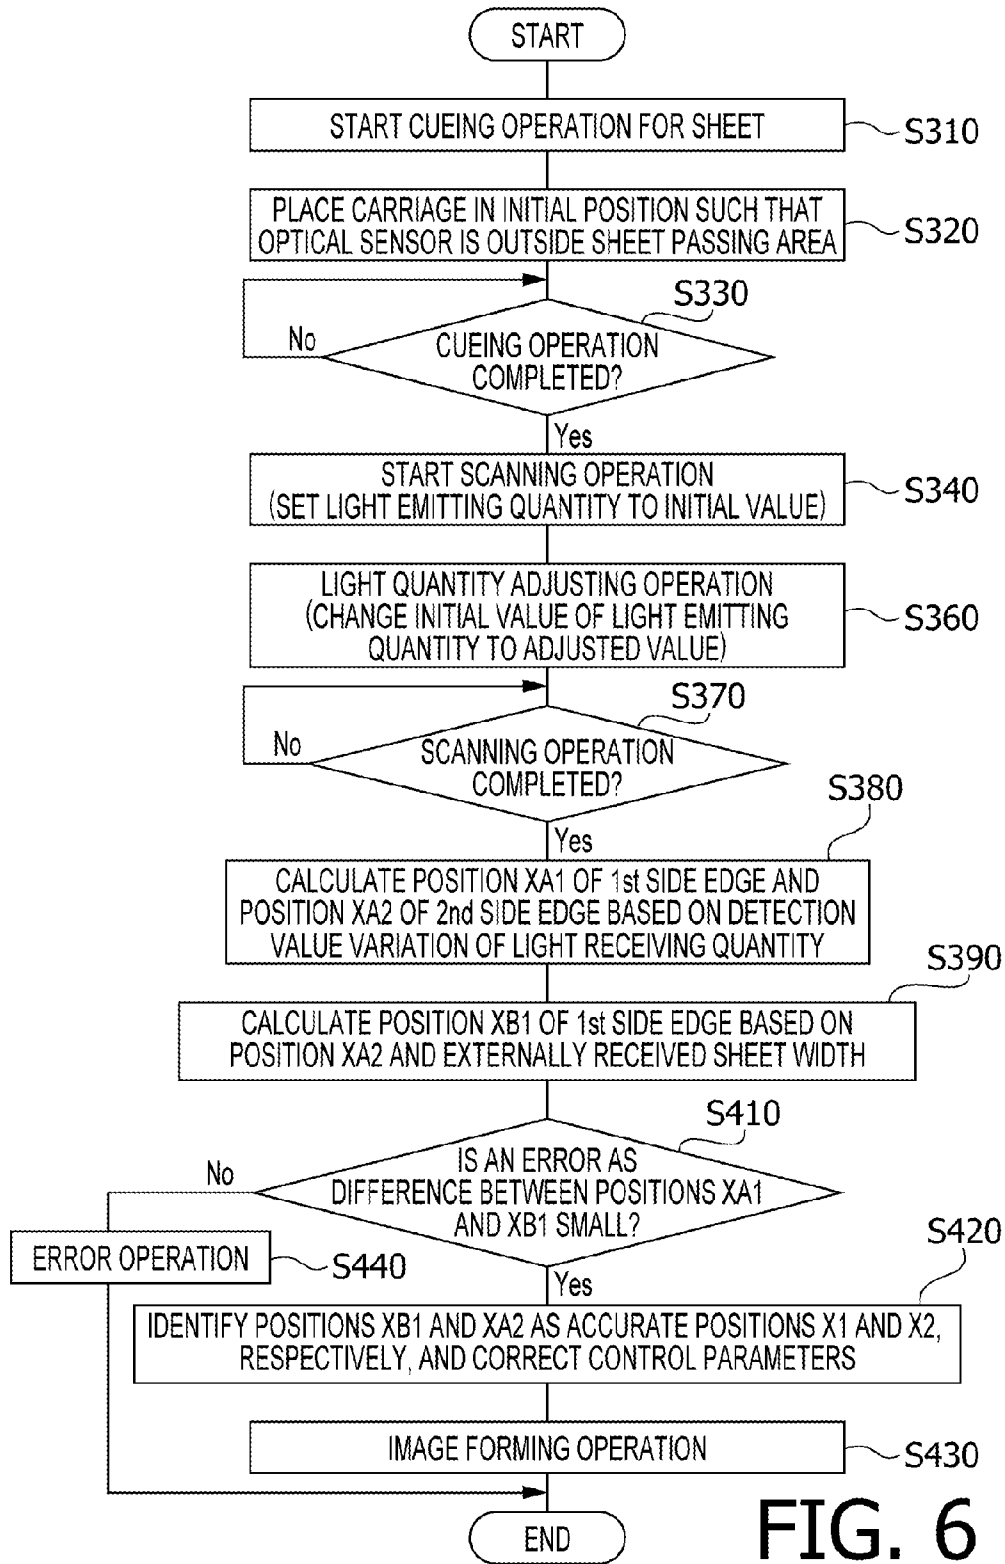 START
START CUEING OPERATION FOR SHEET
S310
PLACE CARRIAGE IN INITIAL POSITION SUCH THAT
OPTICAL SENSOR IS OUTSIDE SHEET PASSING AREA
S320
S330
No
CUEING OPERATION
COMPLETED?
Yes
START SCANNING OPERATION
(SET LIGHT EMITTING QUANTITY TO INITIAL VALUE)
S340
LIGHT QUANTITY ADJUSTING OPERATION
(CHANGE INITIAL VALUE OF LIGHT EMITTING
QUANTITY TO ADJUSTED VALUE)
S360
S370
No
SCANNING OPERATION
COMPLETED?
S380
Yes
CALCULATE POSITION XA1 OF 1st SIDE EDGE AND
POSITION XA2 OF 2nd SIDE EDGE BASED ON DETECTION
VALUE VARIATION OF LIGHT RECEIVING QUANTITY
S390
CALCULATE POSITION XB1 OF 1st SIDE EDGE BASED ON
POSITION XA2 AND EXTERNALLY RECEIVED SHEET WIDTH
S410
No
IS AN ERROR AS
DIFFERENCE BETWEEN POSITIONS XA1
AND XB1 SMALL?
S420
ERROR OPERATION
S440
Yes
IDENTIFY POSITIONS XB1 AND XA2 AS ACCURATE POSITIONS X1 AND X2,
RESPECTIVELY, AND CORRECT CONTROL PARAMETERS
IMAGE FORMING OPERATION
S430
END
FIG. 6